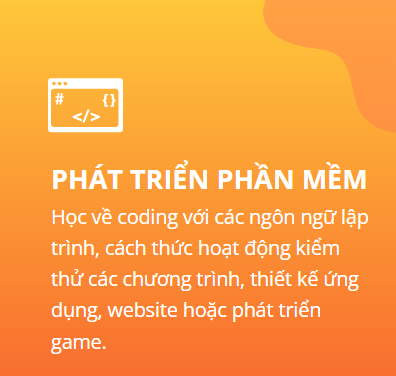 # {}
</>
PHÁT TRIỂN PHẦN MỀM
Học về coding với các ngôn ngữ lập
trình, cách thức hoạt động kiểm
thử các chương trình, thiết kế ứng
dụng, website hoặc phát triển
game.